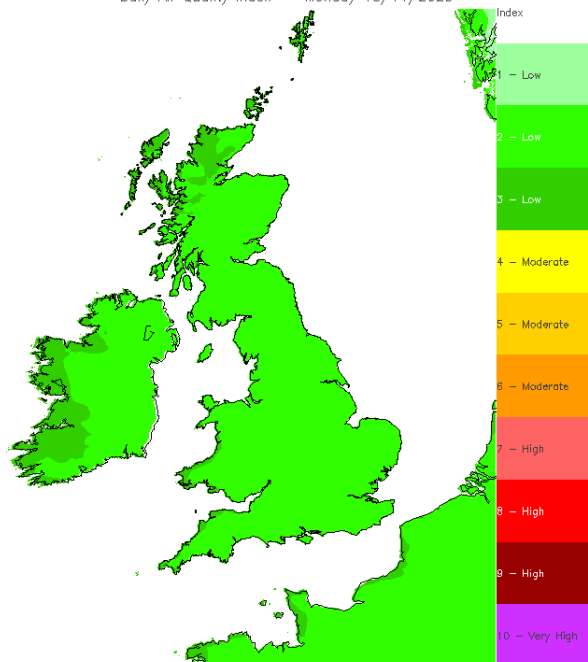 Index
1 - Low
2 - Low
3 - Low
4 - Moderate
5 - Moderate
6 - Moderate
7 - High
8 - High
9 - High
10 - Very High